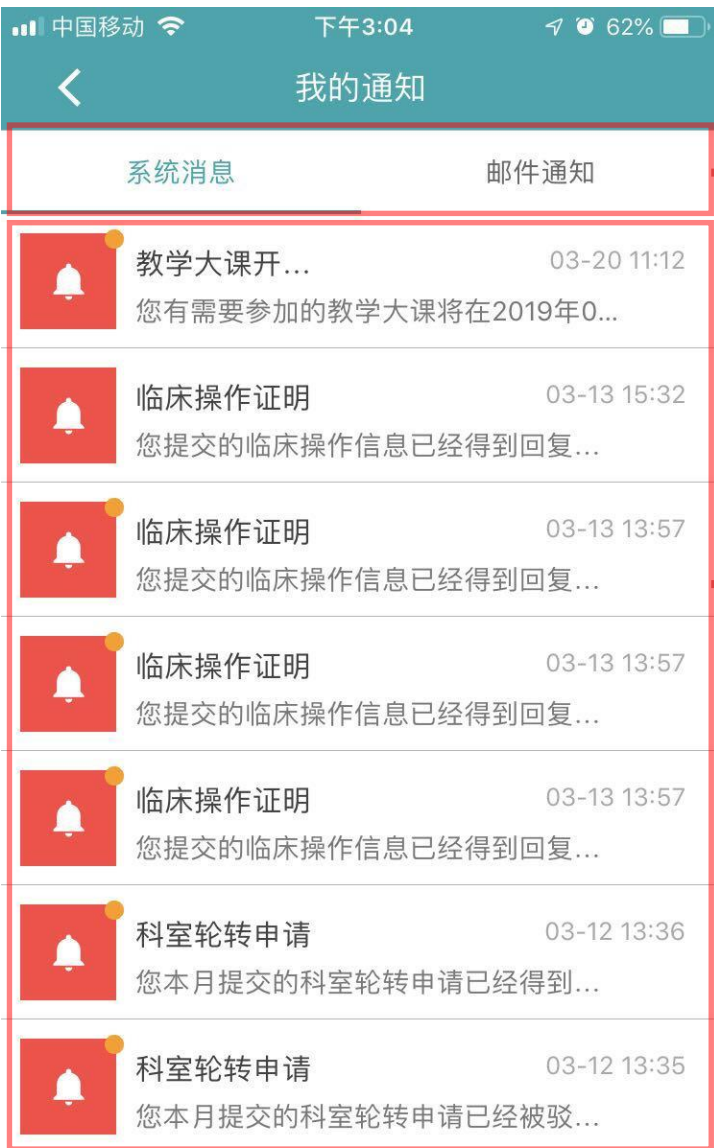 中国移动 下午3:04 62%
我的通知
系统消息 邮件通知
教学大课开... 03-20 11:12
您有需要参加的教学大课将在2019年0...
临床操作证明 03-13 15:32
您提交的临床操作信息已经得到回复...
临床操作证明 03-13 13:57
您提交的临床操作信息已经得到回复...
临床操作证明 03-13 13:57
您提交的临床操作信息已经得到回复...
临床操作证明 03-13 13:57
您提交的临床操作信息已经得到回复...
科室轮转申请 03-12 13:36
您本月提交的科室轮转申请已经得到...
科室轮转申请 03-12 13:35
您本月提交的科室轮转申请已经被驳...